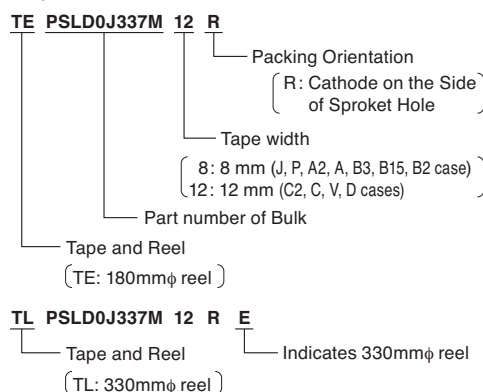 TE PSLD0J337M 12 R
Packing Orientation
R: Cathode on the Side
of Sproket Hole
Tape width
8: 8 mm (J, P, A2, A, B3, B15, B2 case)
12: 12 mm (C2, C, V, D cases)
Part number of Bulk
Tape and Reel
TE: 180mmϕ reel
TL PSLD0J337M 12 R E
Tape and Reel
Indicates 330mmϕ reel
TL: 330mmϕ reel